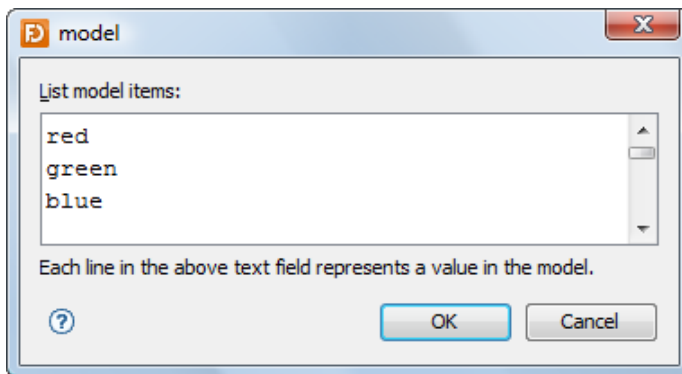 model
List model items:
red
green
blue
Each line in the above text field represents a value in the model.
?
OK
Cancel